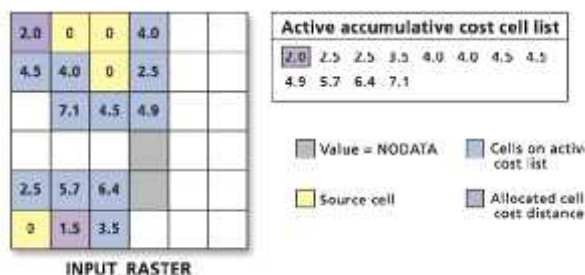 2.0 0 0 4.0
Active accumulative cost cell list
4.5 4.0 0 2.5
2.0 2.5 2.5 3.5 4.0 4.0 4.5 4.5
7.1 4.5 4.9
4.9 5.7 6.4 7.1
Value = NODATA
Cells on active
cost list
2.5 5.7 6.4
Source cell
Allocated cell
cost distance
0 1.5 3.5
INPUT RASTER